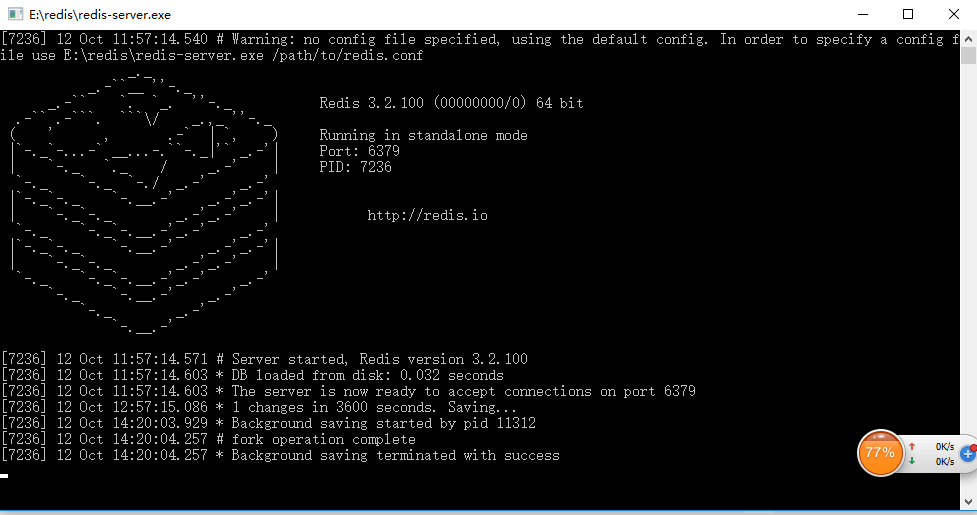 E:\redis\redis-server.exe
[7236] 12 Oct 11:57:14.540 # Warning: no config file specified, using the default config. In order to specify a config f
ile use E:\redis\redis-server.exe /path/to/redis.conf
Redis 3.2.100 (00000000/0) 64 bit
Running in standalone mode
Port: 6379
PID: 7236
http://redis.io
[7236] 12 Oct 11:57:14.571 # Server started, Redis version 3.2.100
[7236] 12 Oct 11:57:14.603 * DB loaded from disk: 0.032 seconds
[7236] 12 Oct 11:57:14.603 * The server is now ready to accept connections on port 6379
[7236] 12 Oct 12:57:15.086 * 1 changes in 3600 seconds. Saving...
[7236] 12 Oct 14:20:03.929 * Background saving started by pid 11312
[7236] 12 Oct 14:20:04.257 # fork operation complete
[7236] 12 Oct 14:20:04.257 * Background saving terminated with success
77%
0K/s
0K/s